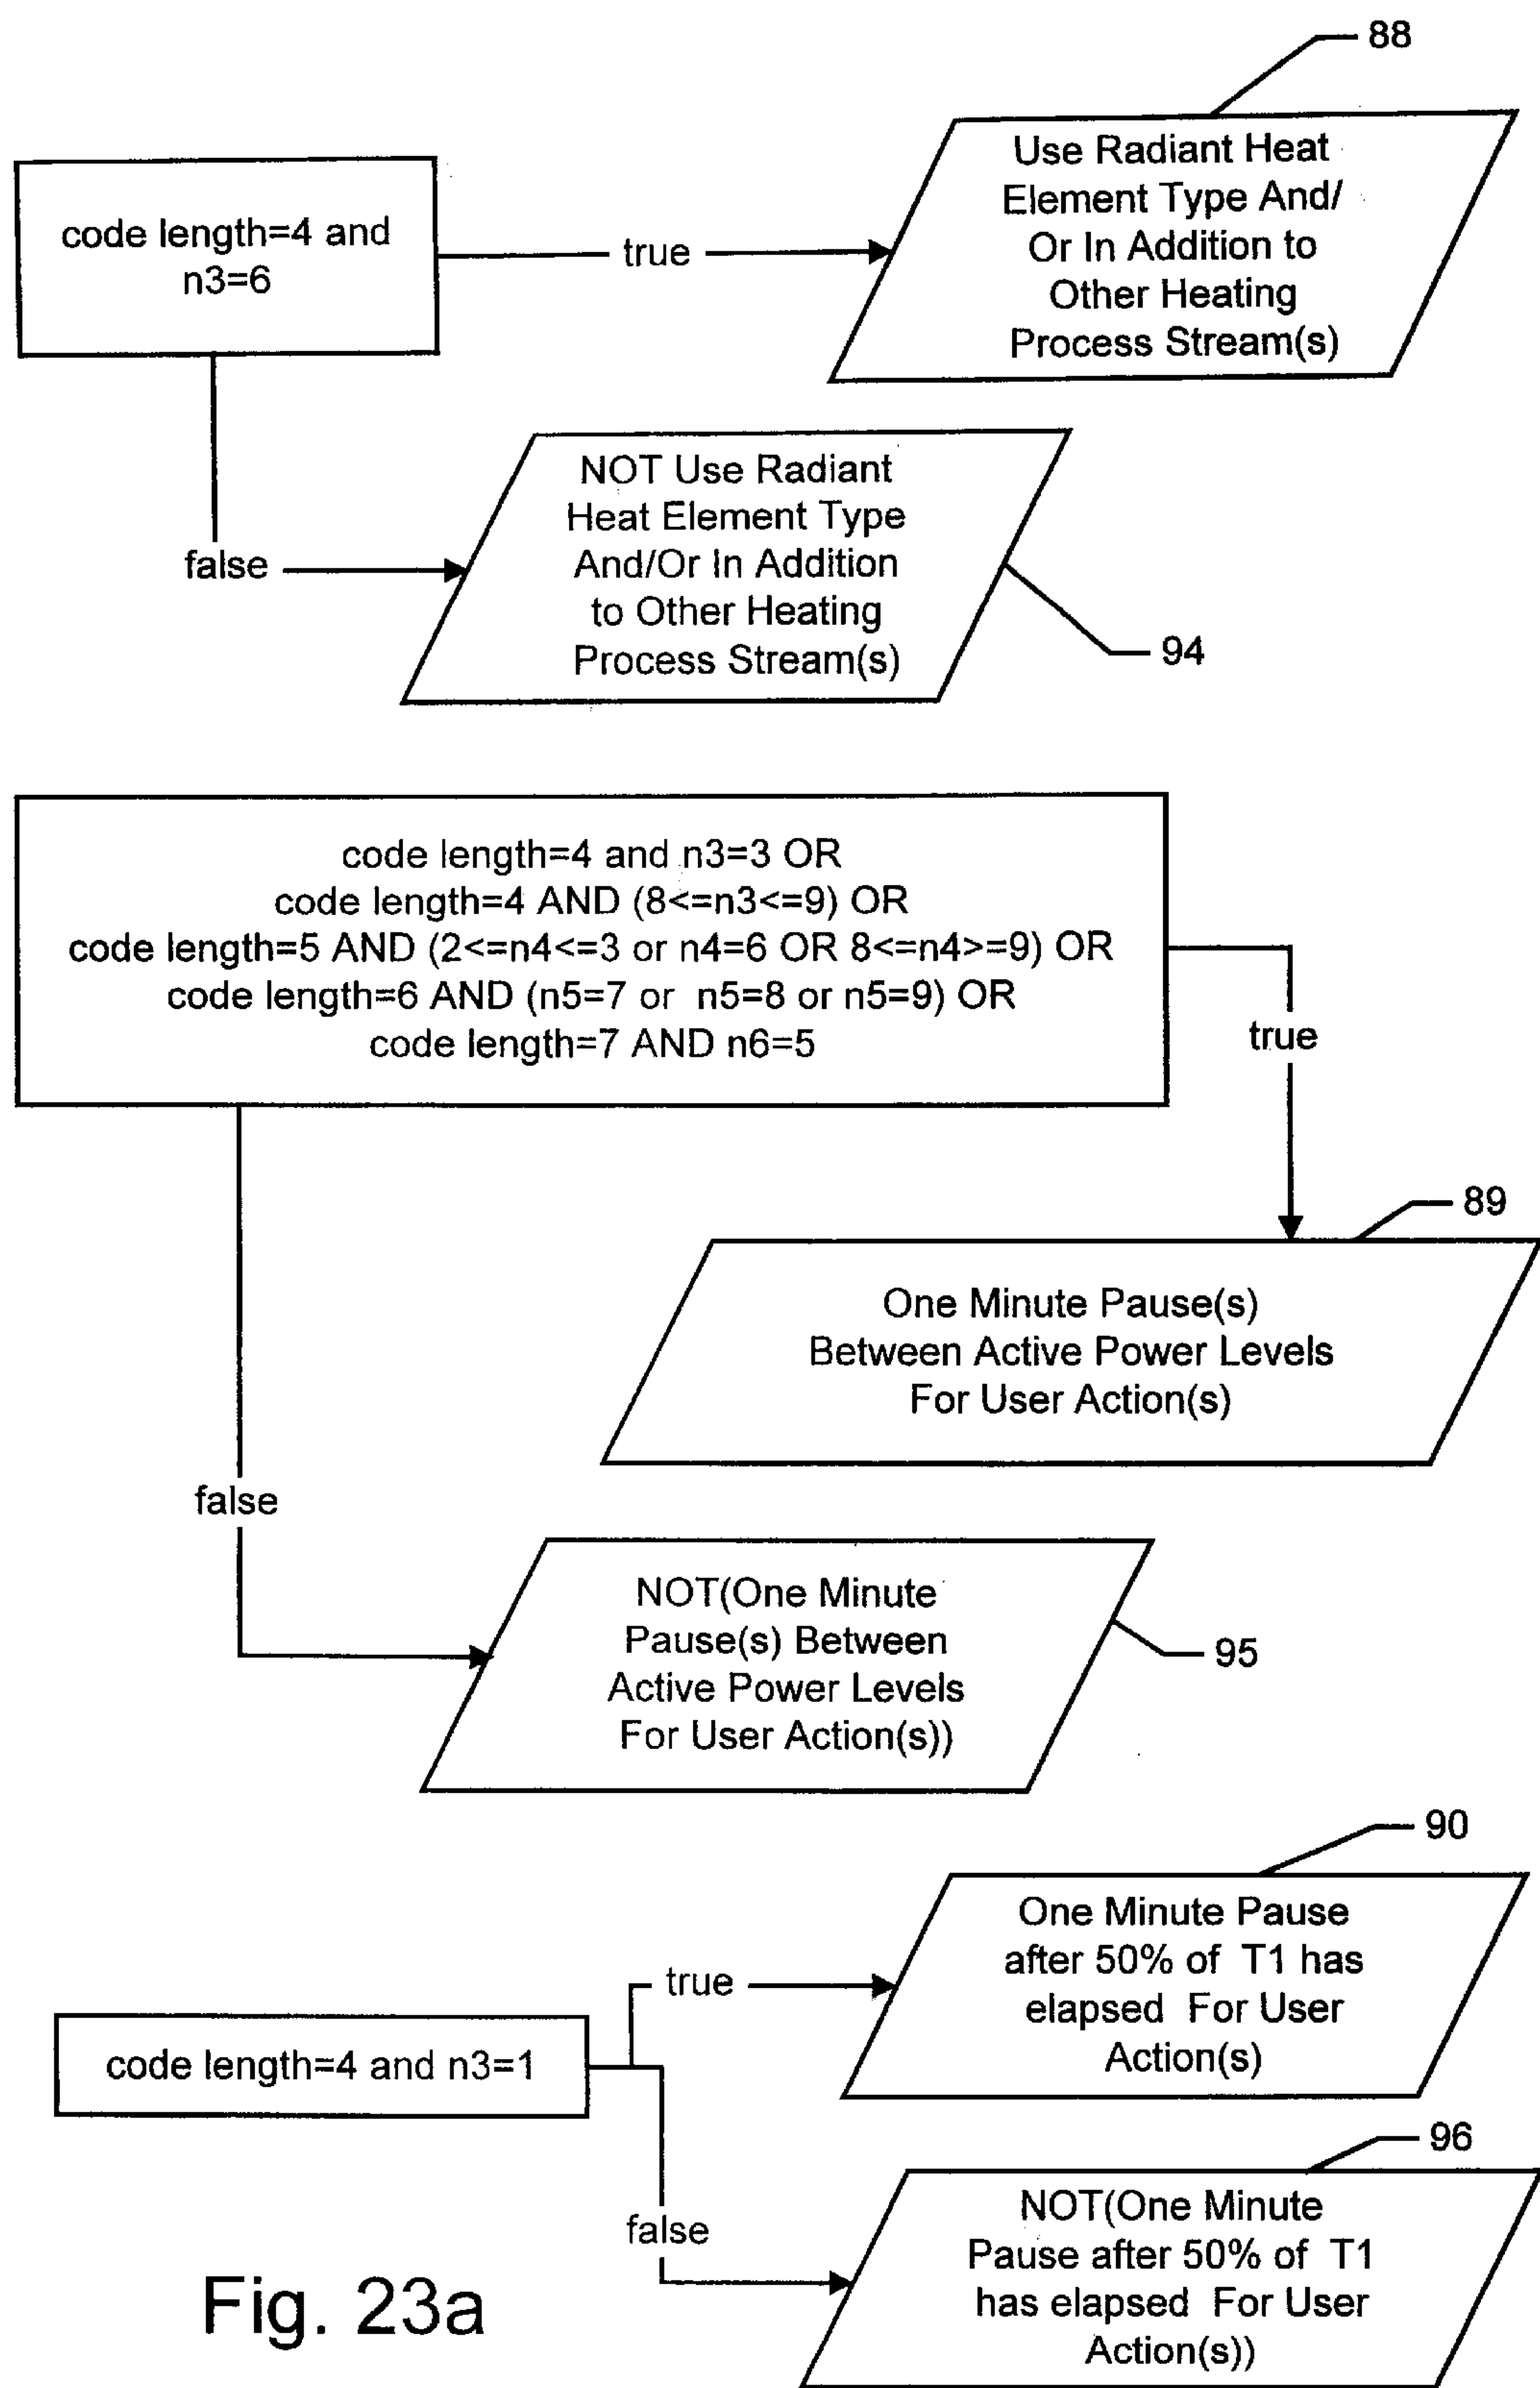 88
Use Radiant Heat
Element Type And/
Or In Addition to
Other Heating
Process Stream(s)
code length=4 and
n3=6
true
false
NOT Use Radiant
Heat Element Type
And/Or In Addition
to Other Heating
Process Stream(s)
94
code length=4 and n3=3 OR
code length=4 AND (8<=n3<=9) OR
code length=5 AND (2<=n4<=3 or n4=6 OR 8<=n4>=9) OR
code length=6 AND (n5=7 or n5=8 or n5=9) OR
code length=7 AND n6=5
true
89
One Minute Pause(s)
Between Active Power Levels
For User Action(s)
false
NOT(One Minute
Pause(s) Between
Active Power Levels
For User Action(s))
95
90
One Minute Pause
after 50% of T1 has
elapsed For User
Action(s)
true
code length=4 and n3=1
false
96
NOT(One Minute
Pause after 50% of T1
has elapsed For User
Action(s))
Fig. 23a